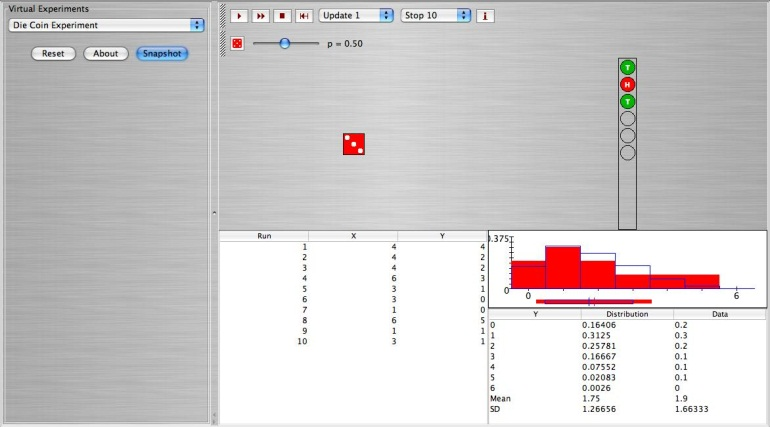 Virtual Experiments
Die Coin Experiment
Reset About Snapshot
Update 1 Stop 10 i
p = 0.50
T
H
T
Run X Y
1 4 4
2 4 2
3 4 2
4 6 3
5 3 1
6 3 0
7 1 0
8 6 5
9 1 1
10 3 1
0.375
0
0 6
Y Distribution Data
0 0.16406 0.2
1 0.3125 0.3
2 0.25781 0.2
3 0.16667 0.1
4 0.07552 0.1
5 0.02083 0.1
6 0.0026 0
Mean 1.75 1.9
SD 1.26656 1.66333